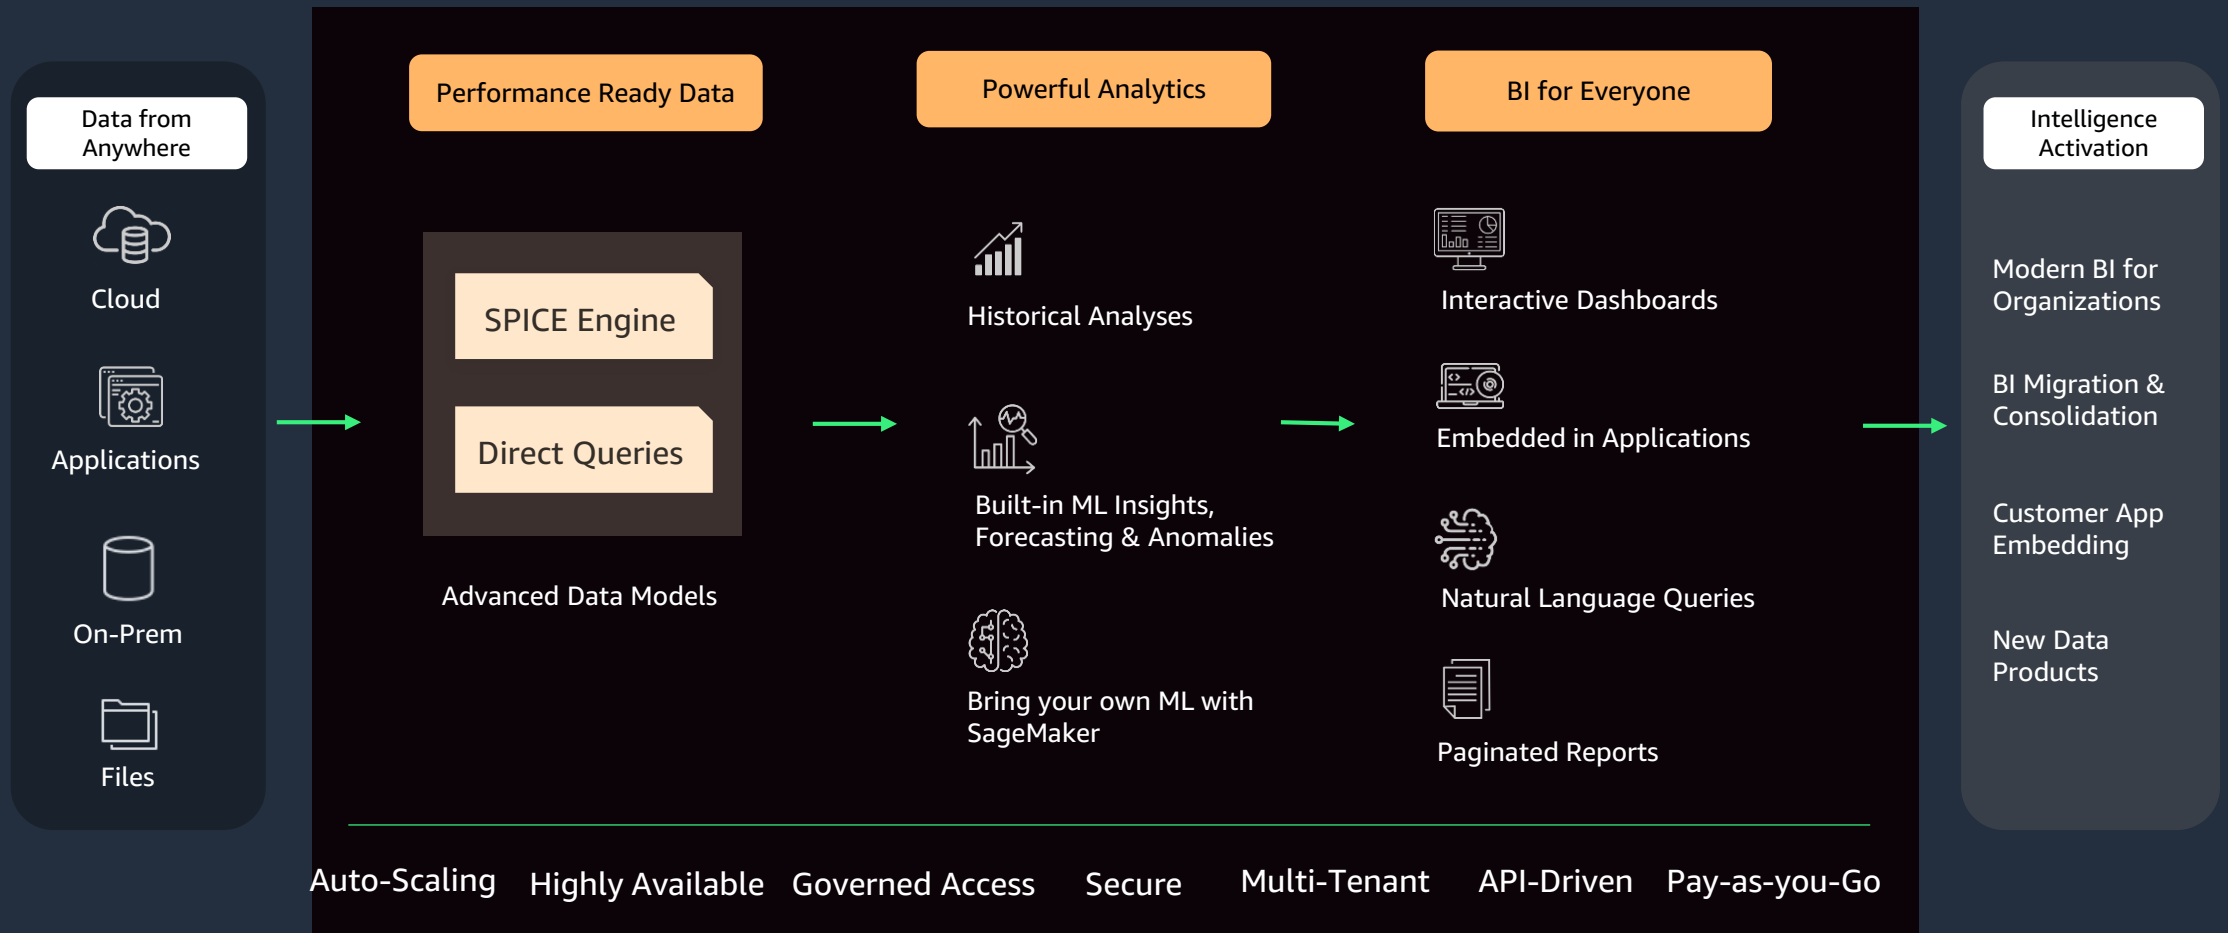 Data from
Anywhere
Cloud
Applications
On-Prem
Files
Performance Ready Data
SPICE Engine
Direct Queries
Advanced Data Models
Powerful Analytics
Historical Analyses
Built-in ML Insights,
Forecasting & Anomalies
Bring your own ML with
SageMaker
BI for Everyone
Interactive Dashboards
Embedded in Applications
Natural Language Queries
Paginated Reports
Intelligence
Activation
Modern BI for
Organizations
BI Migration &
Consolidation
Customer App
Embedding
New Data
Products
Auto-Scaling
Highly Available
Governed Access
Secure
Multi-Tenant
API-Driven
Pay-as-you-Go